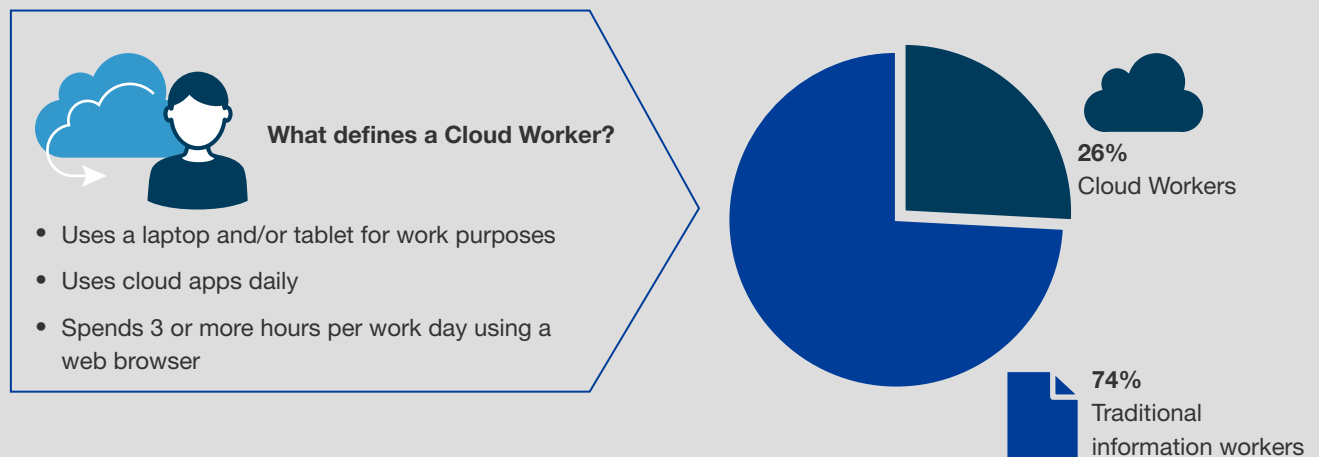 What defines a Cloud Worker?
• Uses a laptop and/or tablet for work purposes
• Uses cloud apps daily
• Spends 3 or more hours per work day using a
web browser
26%
Cloud Workers
74%
Traditional
information workers